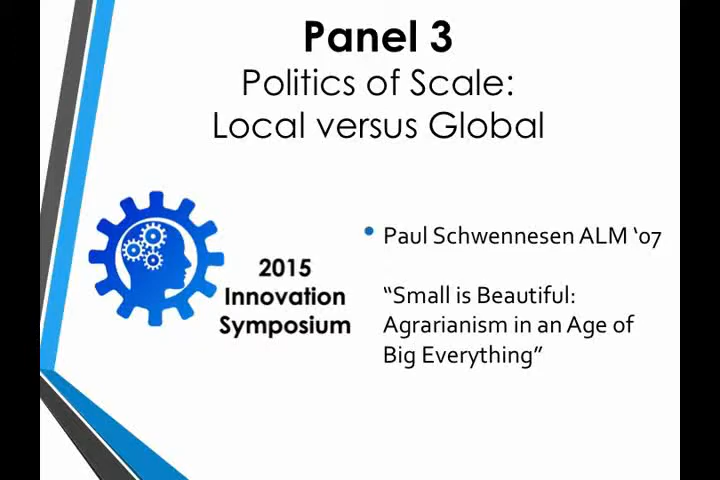 Panel 3
Politics of Scale:
Local versus Global
2015
Innovation
Symposium
• Paul Schwennesen ALM ‘07
“Small is Beautiful:
Agrarianism in an Age of
Big Everything”